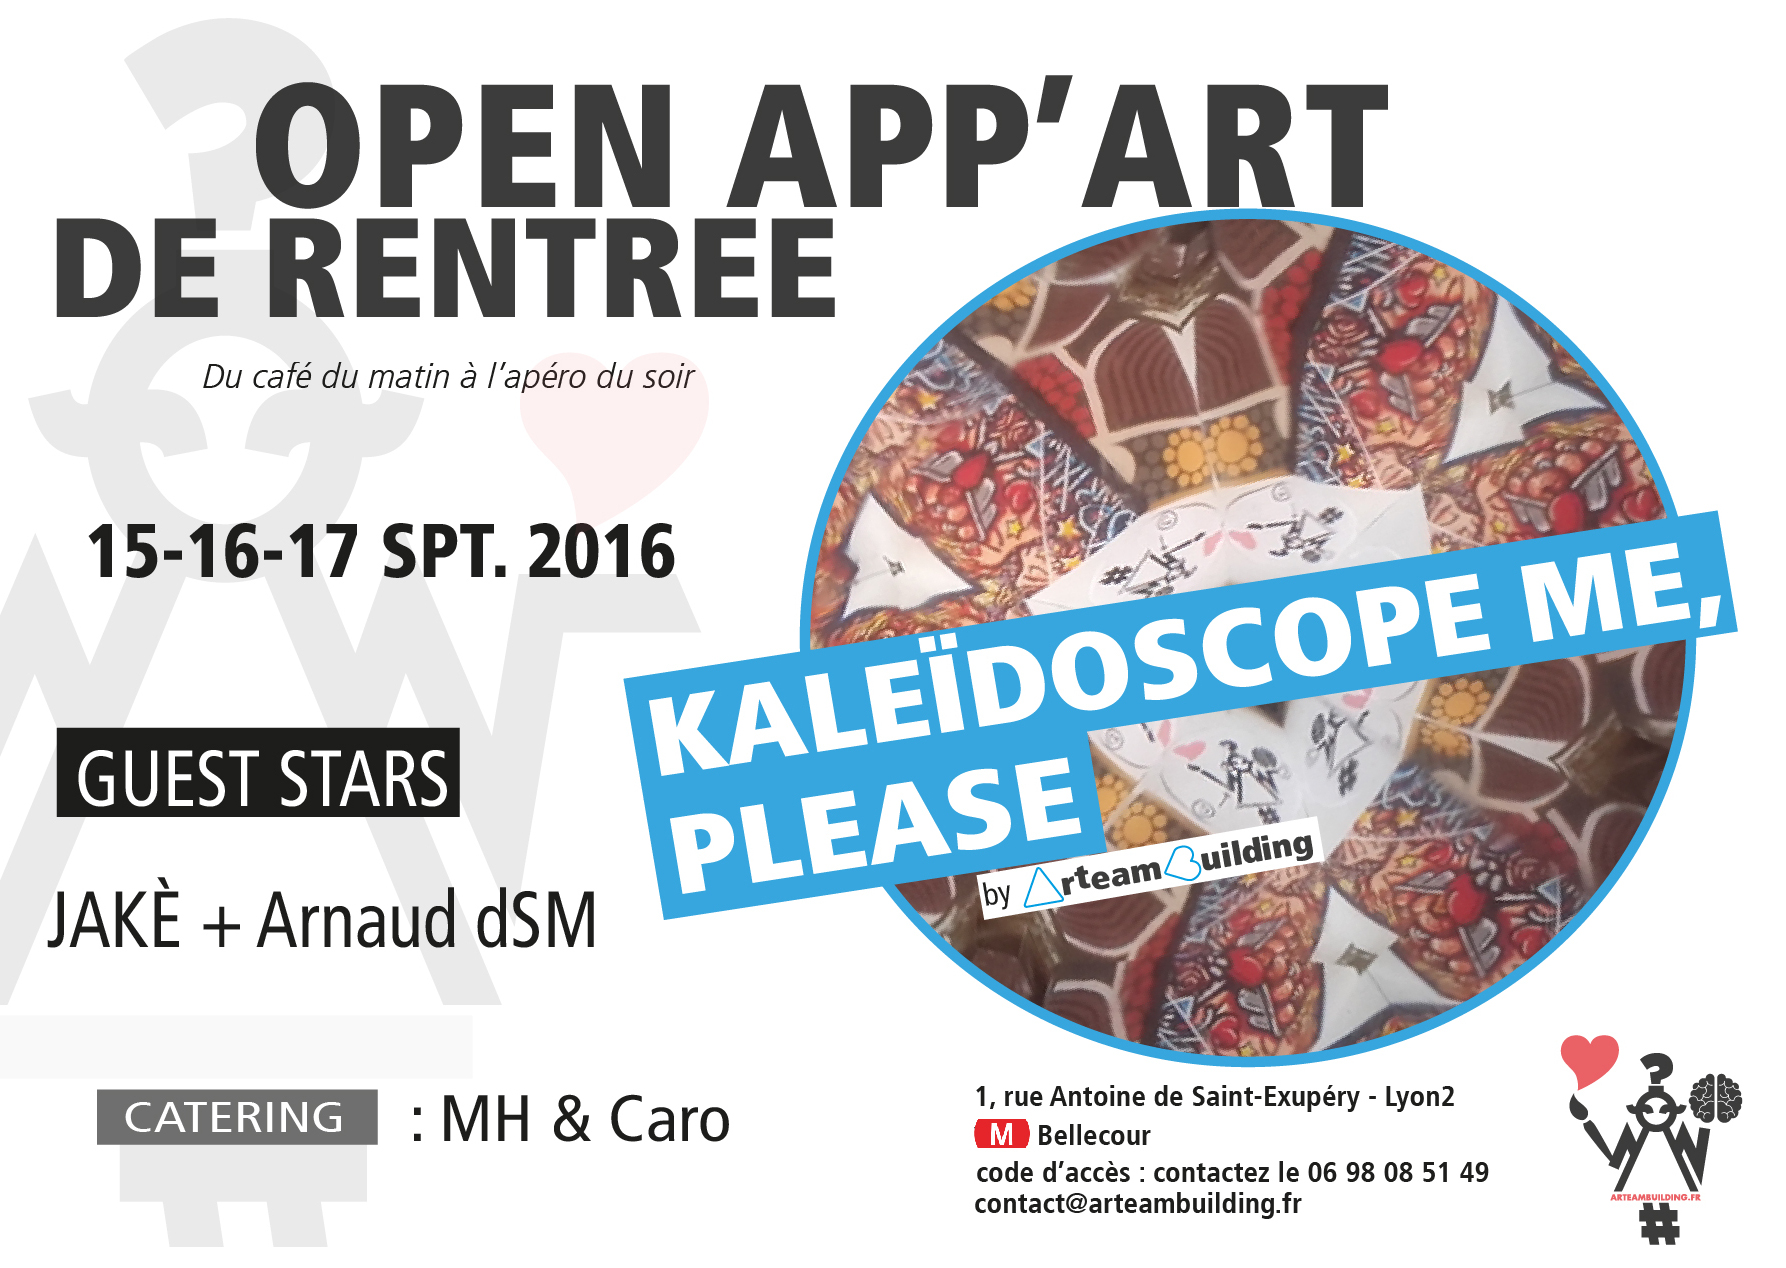 OPEN APP’ART
DE RENTREE
Du café du matin à l’apéro du soir
15-16-17 SPT. 2016
GUEST STARS
JAKÈ + Arnaud dSM
CATERING : MH & Caro
KALEÏDOSCOPE ME,
PLEASE
by ArteamBuilding
1, rue Antoine de Saint-Exupéry - Lyon2
M Bellecour
code d’accès : contactez le 06 98 08 51 49
contact@arteambuilding.fr
ARTEAMBUILDING.FR
#